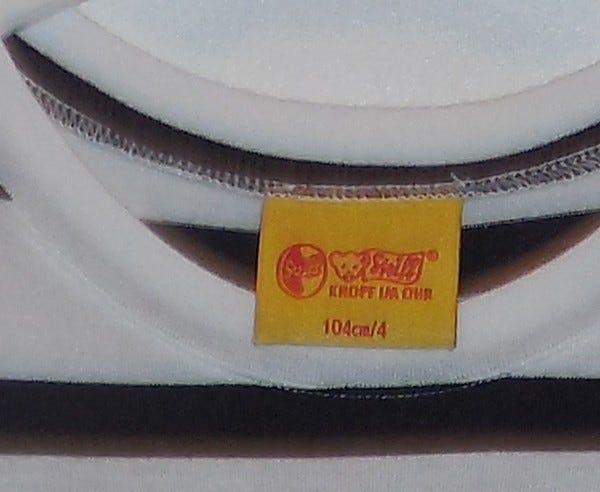 Steiff®
KNOPF IM OHR
104cm/4